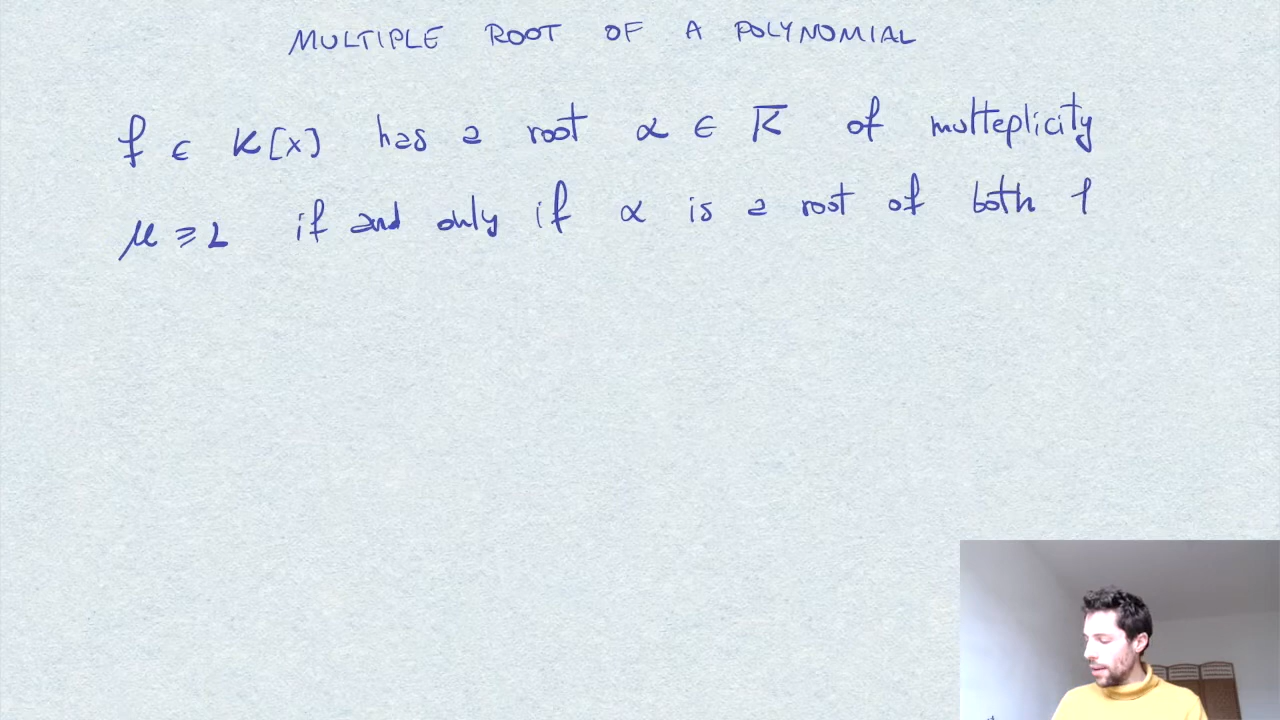 MULTIPLE ROOT OF A POLYNOMIAL
f ∈ K[x] has a root α ∈ K̅ of multeplicity
μ ⩾ 2 if and only if α is a root of both f